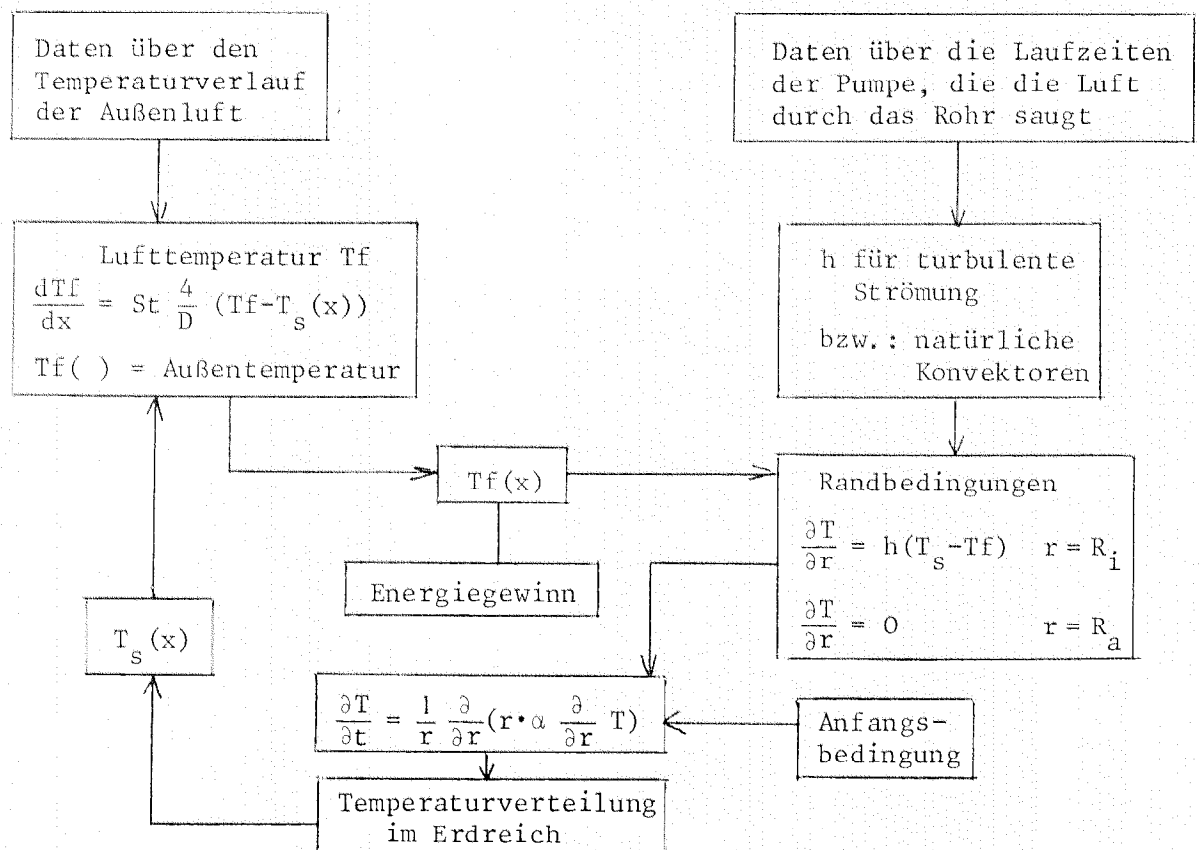 Daten über den
Temperaturverlauf
der Außenluft
Daten über die Laufzeiten
der Pumpe, die die Luft
durch das Rohr saugt
Lufttemperatur Tf
dTf/dx = St 4/D (Tf-T_s(x))
Tf( ) = Außentemperatur
h für turbulente
Strömung
bzw.: natürliche
Konvektoren
Tf(x)
Energiegewinn
Randbedingungen
∂T/∂r = h(T_s-Tf) r = R_i
∂T/∂r = 0 r = R_a
T_s(x)
∂T/∂t = 1/r ∂/∂r(r•α ∂/∂r T)
Anfangs-
bedingung
Temperaturverteilung
im Erdreich